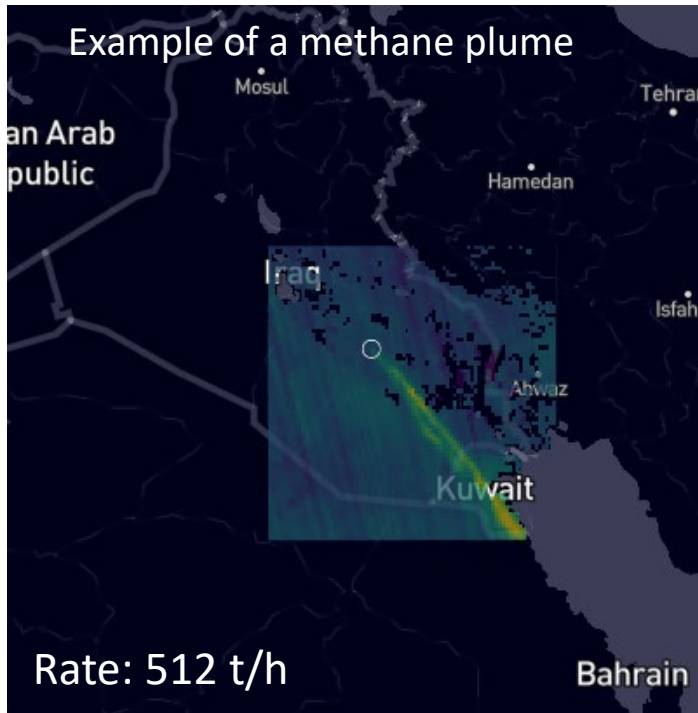 Example of a methane plume
Mosul
Tehra
an Arab
public
Hamedan
Iraq
Isfah
Ahwaz
Kuwait
Rate: 512 t/h
Bahrain